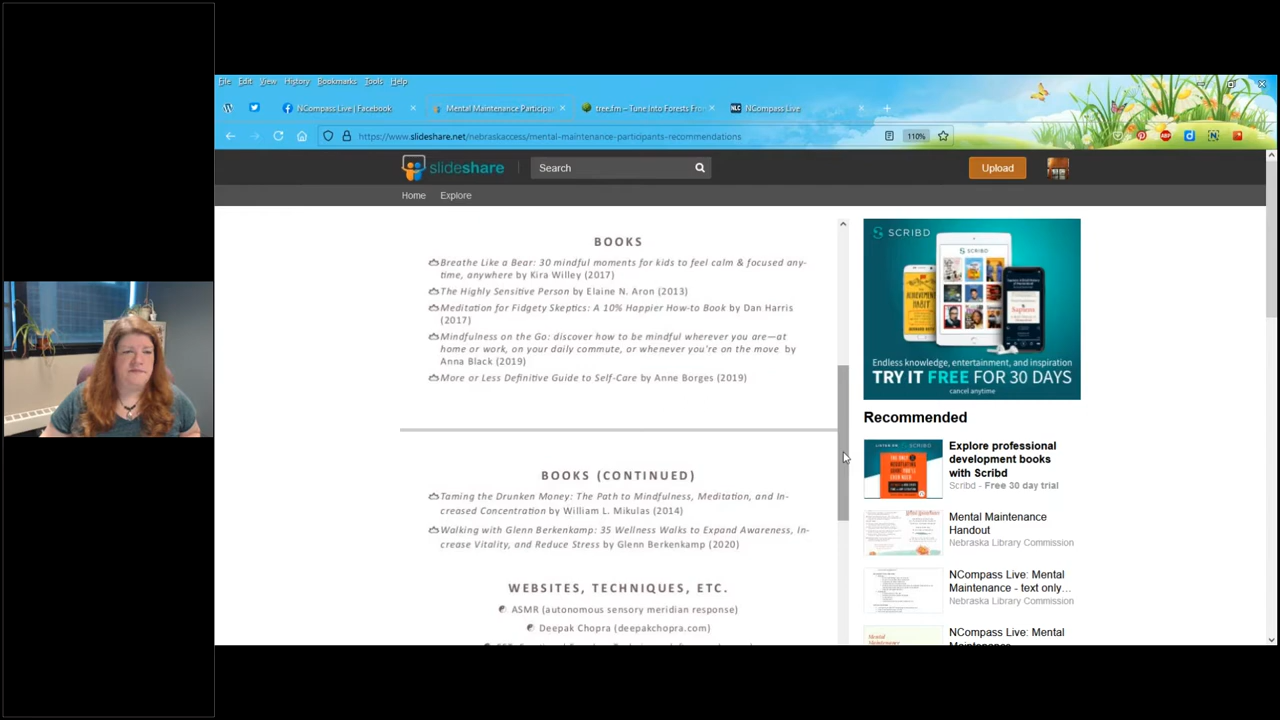 File Edit View History Bookmarks Tools Help
NCompass Live | Facebook
Mental Maintenance Participa
tree.fm – Tune Into Forests Fro
NLC NCompass Live
https://www.slideshare.net/nebraskaccess/mental-maintenance-participants-recommendations
110%
slideshare
Search
Upload
Home Explore
BOOKS
Breathe Like a Bear: 30 mindful moments for kids to feel calm & focused any-
time, anywhere by Kira Willey (2017)
The Highly Sensitive Person by Elaine N. Aron (2013)
Meditation for Fidgety Skeptics: A 10% Happier How-to Book by Dan Harris
(2017)
Mindfulness on the Go: discover how to be mindful wherever you are—at
home or work, on your daily commute, or whenever you're on the move by
Anna Black (2019)
More or Less Definitive Guide to Self-Care by Anne Borges (2019)
BOOKS (CONTINUED)
Taming the Drunken Money: The Path to Mindfulness, Meditation, and In-
creased Concentration by William L. Mikulas (2014)
Walking with Glenn Berkenkamp: 35 Wellness Walks to Expand Awareness, In-
crease Vitality, and Reduce Stress by Glenn Berkenkamp (2020)
WEBSITES, TECHNIQUES, ETC.
ASMR (autonomous sensory meridian response)
Deepak Chopra (deepakchopra.com)
SCRIBD
Endless knowledge, entertainment, and inspiration
TRY IT FREE FOR 30 DAYS
cancel anytime
Recommended
Explore professional
development books
with Scribd
Scribd - Free 30 day trial
Mental Maintenance
Handout
Nebraska Library Commission
NCompass Live: Mental
Maintenance - text only...
Nebraska Library Commission
NCompass Live: Mental